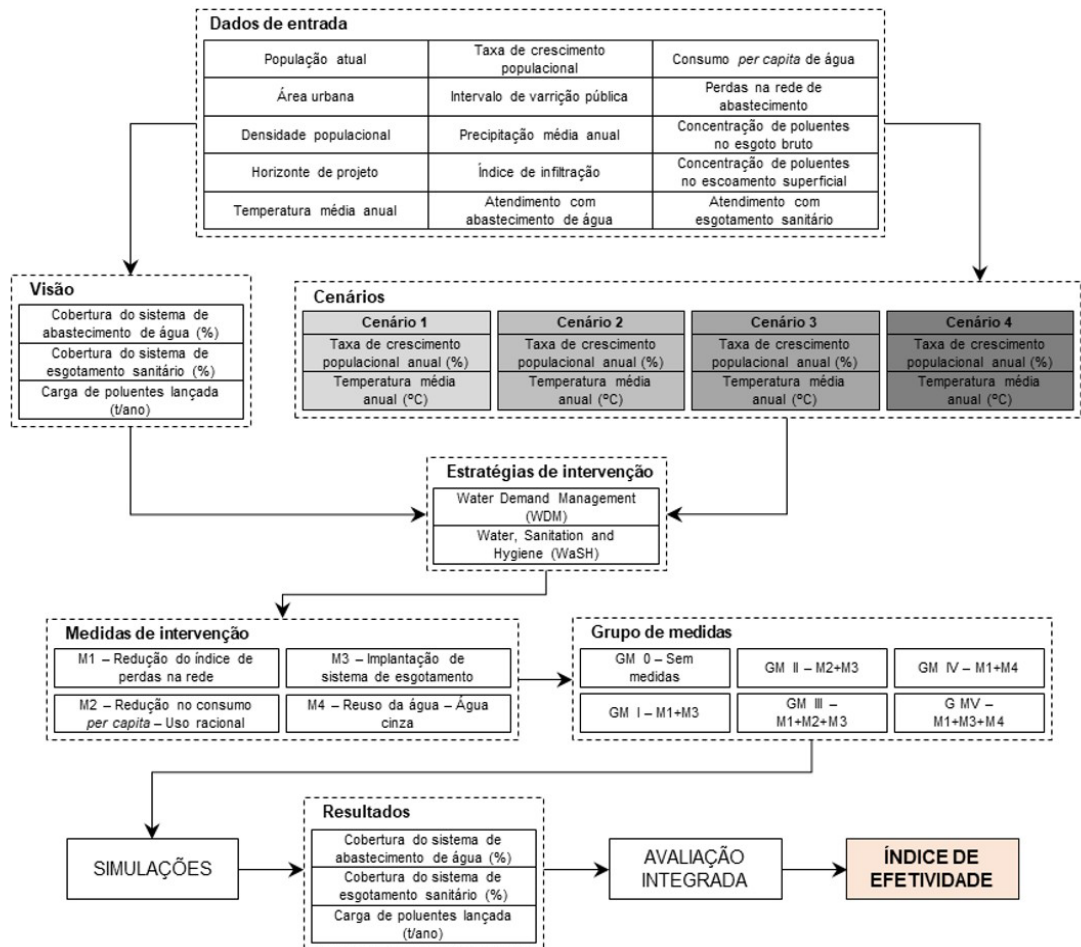 Dados de entrada
População atual
Taxa de crescimento
populacional
Consumo per capita de água
Área urbana
Intervalo de varrição pública
Perdas na rede de
abastecimento
Densidade populacional
Precipitação média anual
Concentração de poluentes
no esgoto bruto
Horizonte de projeto
Índice de infiltração
Concentração de poluentes
no escoamento superficial
Temperatura média anual
Atendimento com
abastecimento de água
Atendimento com
esgotamento sanitário
Visão
Cobertura do sistema de
abastecimento de água (%)
Cobertura do sistema de
esgotamento sanitário (%)
Carga de poluentes lançada
(t/ano)
Cenários
Cenário 1
Taxa de crescimento
populacional anual (%)
Temperatura média
anual (ºC)
Cenário 2
Taxa de crescimento
populacional anual (%)
Temperatura média
anual (ºC)
Cenário 3
Taxa de crescimento
populacional anual (%)
Temperatura média
anual (ºC)
Cenário 4
Taxa de crescimento
populacional anual (%)
Temperatura média
anual (ºC)
Estratégias de intervenção
Water Demand Management
(WDM)
Water, Sanitation and
Hygiene (WaSH)
Medidas de intervenção
M1 – Redução do índice de
perdas na rede
M3 – Implantação de
sistema de esgotamento
M2 – Redução no consumo
per capita – Uso racional
M4 – Reuso da água – Água
cinza
Grupo de medidas
GM 0 – Sem
medidas
GM II – M2+M3
GM IV – M1+M4
GM I – M1+M3
GM III –
M1+M2+M3
G MV –
M1+M3+M4
SIMULAÇÕES
Resultados
Cobertura do sistema de
abastecimento de água (%)
Cobertura do sistema de
esgotamento sanitário (%)
Carga de poluentes lançada
(t/ano)
AVALIAÇÃO
INTEGRADA
ÍNDICE DE
EFETIVIDADE